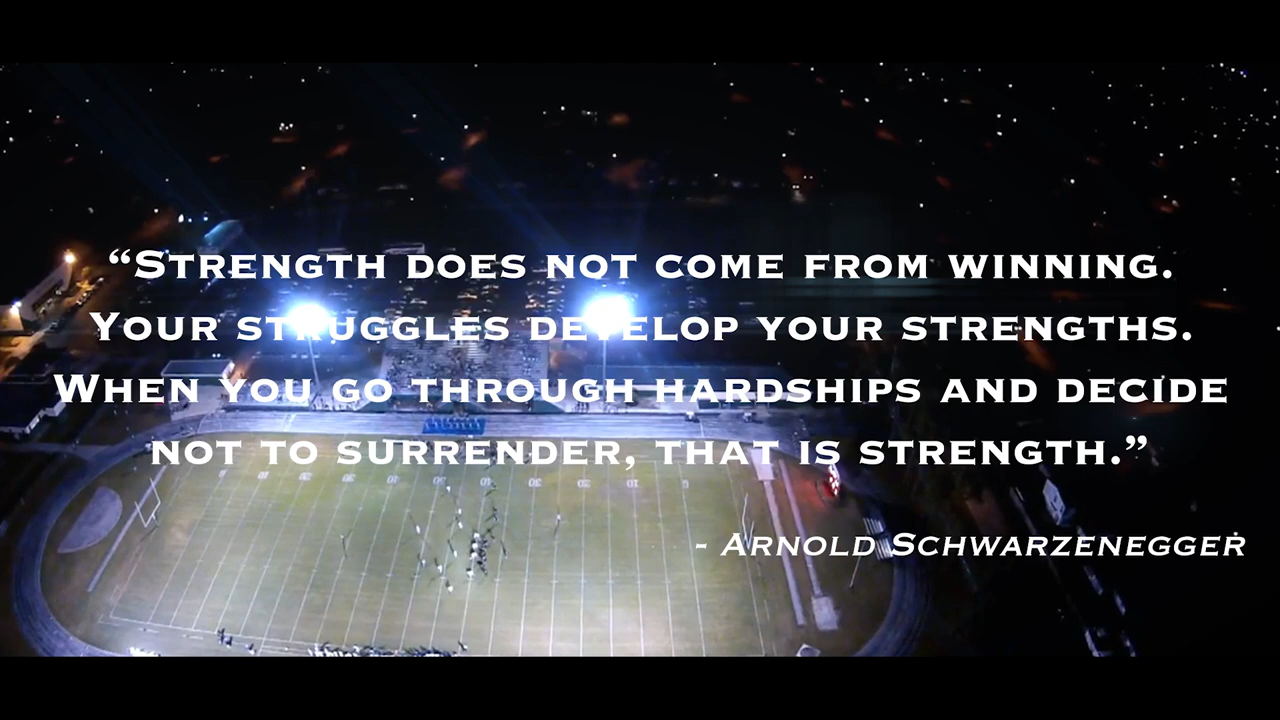 “Strength does not come from winning.
Your struggles develop your strengths.
When you go through hardships and decide
not to surrender, that is strength.”
- Arnold Schwarzenegger